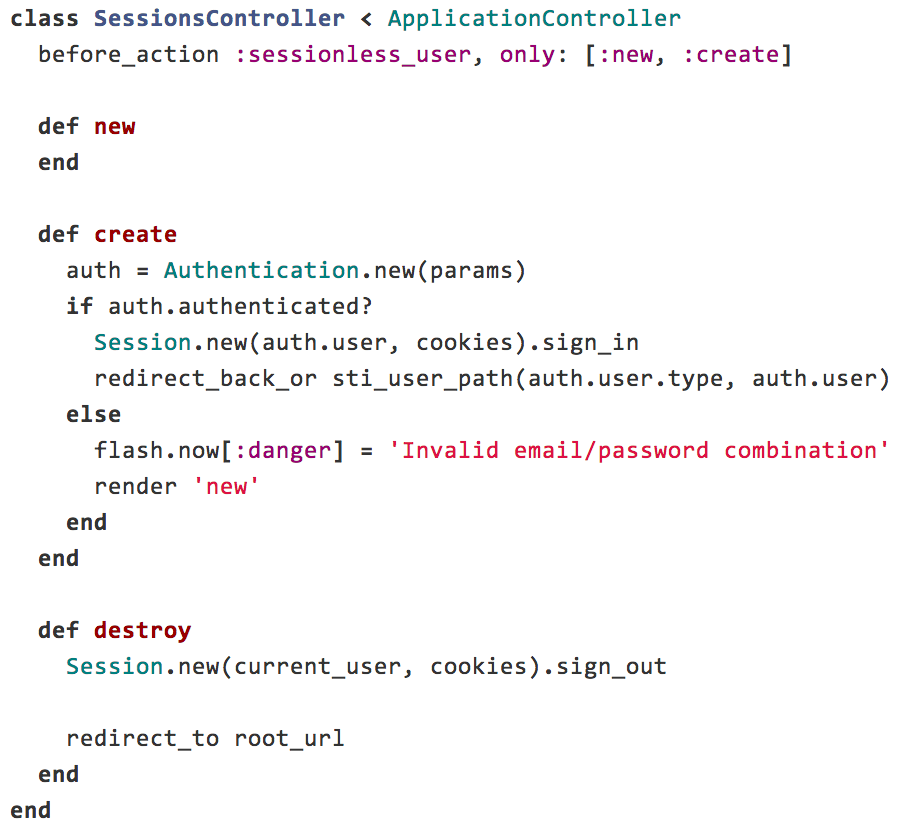 class SessionsController < ApplicationController
  before_action :sessionless_user, only: [:new, :create]

  def new
  end

  def create
    auth = Authentication.new(params)
    if auth.authenticated?
      Session.new(auth.user, cookies).sign_in
      redirect_back_or sti_user_path(auth.user.type, auth.user)
    else
      flash.now[:danger] = 'Invalid email/password combination'
      render 'new'
    end
  end

  def destroy
    Session.new(current_user, cookies).sign_out

    redirect_to root_url
  end
end